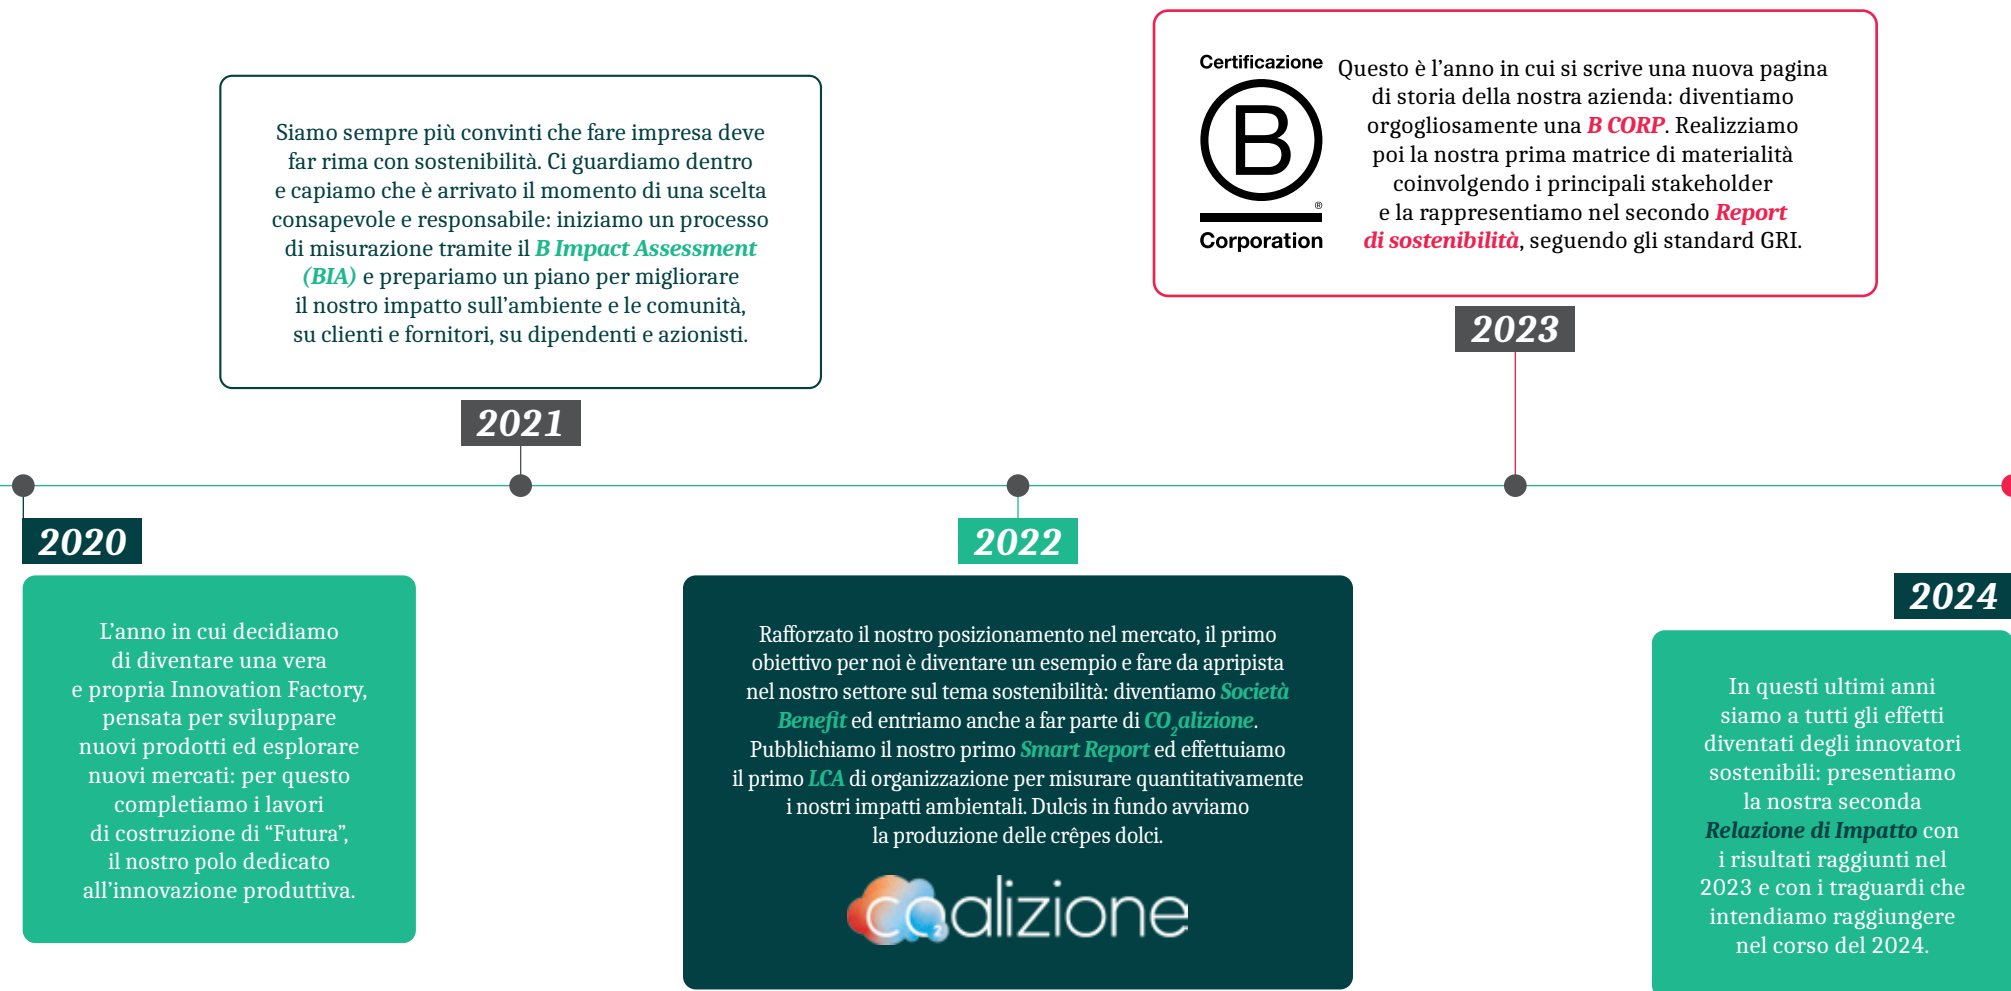 2020
L’anno in cui decidiamo
di diventare una vera
e propria Innovation Factory,
pensata per sviluppare
nuovi prodotti ed esplorare
nuovi mercati: per questo
completiamo i lavori
di costruzione di “Futura”,
il nostro polo dedicato
all’innovazione produttiva.
Siamo sempre più convinti che fare impresa deve
far rima con sostenibilità. Ci guardiamo dentro
e capiamo che è arrivato il momento di una scelta
consapevole e responsabile: iniziamo un processo
di misurazione tramite il B Impact Assessment
(BIA) e prepariamo un piano per migliorare
il nostro impatto sull’ambiente e le comunità,
su clienti e fornitori, su dipendenti e azionisti.
2021
2022
Rafforzato il nostro posizionamento nel mercato, il primo
obiettivo per noi è diventare un esempio e fare da apripista
nel nostro settore sul tema sostenibilità: diventiamo Società
Benefit ed entriamo anche a far parte di CO₂alizione.
Pubblichiamo il nostro primo Smart Report ed effettuiamo
il primo LCA di organizzazione per misurare quantitativamente
i nostri impatti ambientali. Dulcis in fundo avviamo
la produzione delle crêpes dolci.
CO₂alizione
Certificazione
B
®
Corporation
Questo è l’anno in cui si scrive una nuova pagina
di storia della nostra azienda: diventiamo
orgogliosamente una B CORP. Realizziamo
poi la nostra prima matrice di materialità
coinvolgendo i principali stakeholder
e la rappresentiamo nel secondo Report
di sostenibilità, seguendo gli standard GRI.
2023
2024
In questi ultimi anni
siamo a tutti gli effetti
diventati degli innovatori
sostenibili: presentiamo
la nostra seconda
Relazione di Impatto con
i risultati raggiunti nel
2023 e con i traguardi che
intendiamo raggiungere
nel corso del 2024.